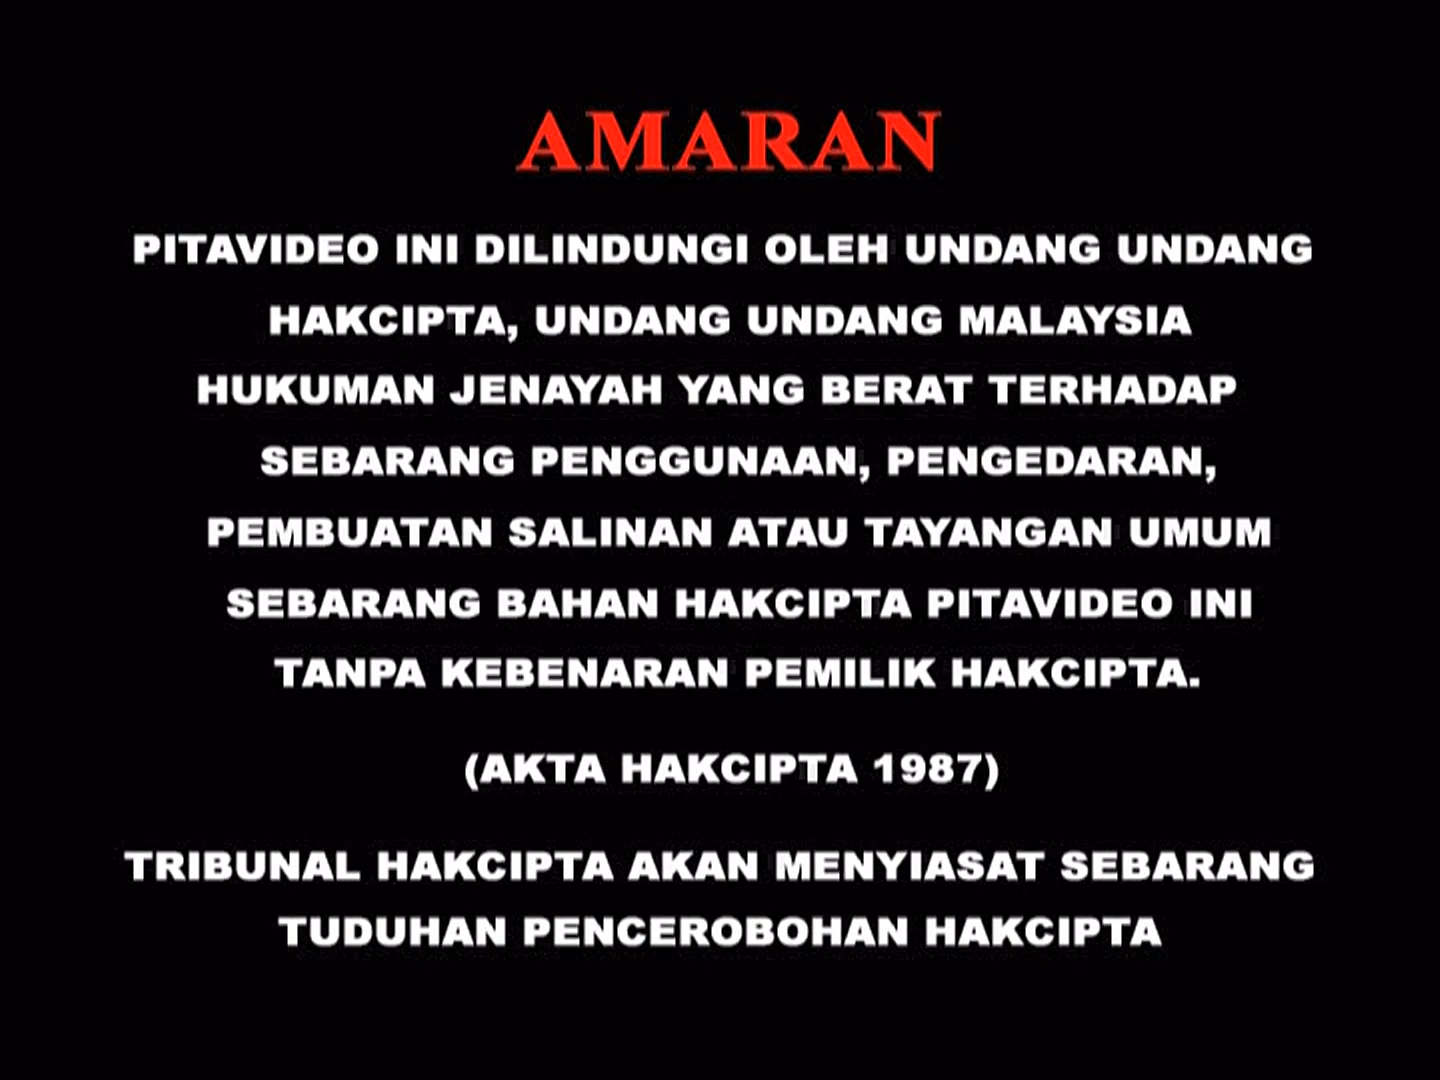 AMARAN
PITAVIDEO INI DILINDUNGI OLEH UNDANG UNDANG
HAKCIPTA, UNDANG UNDANG MALAYSIA
HUKUMAN JENAYAH YANG BERAT TERHADAP
SEBARANG PENGGUNAAN, PENGEDARAN,
PEMBUATAN SALINAN ATAU TAYANGAN UMUM
SEBARANG BAHAN HAKCIPTA PITAVIDEO INI
TANPA KEBENARAN PEMILIK HAKCIPTA.
(AKTA HAKCIPTA 1987)
TRIBUNAL HAKCIPTA AKAN MENYIASAT SEBARANG
TUDUHAN PENCEROBOHAN HAKCIPTA